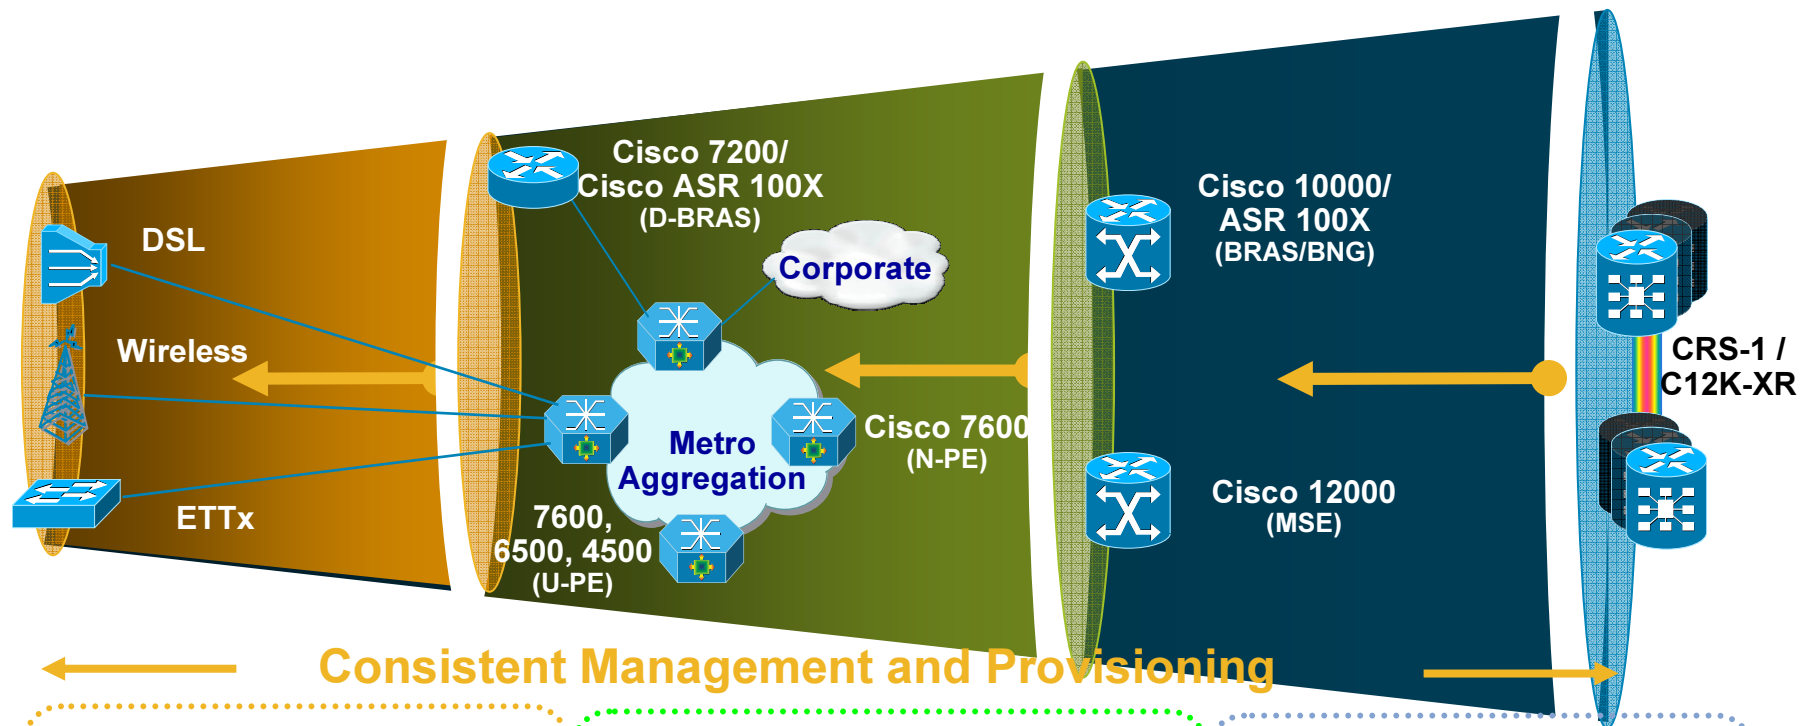 DSL
Wireless
ETTx
Cisco 7200/
Cisco ASR 100X
(D-BRAS)
Corporate
Metro
Aggregation
Cisco 7600
(N-PE)
7600,
6500, 4500
(U-PE)
Cisco 10000/
ASR 100X
(BRAS/BNG)
Cisco 12000
(MSE)
CRS-1 /
C12K-XR
Consistent Management and Provisioning